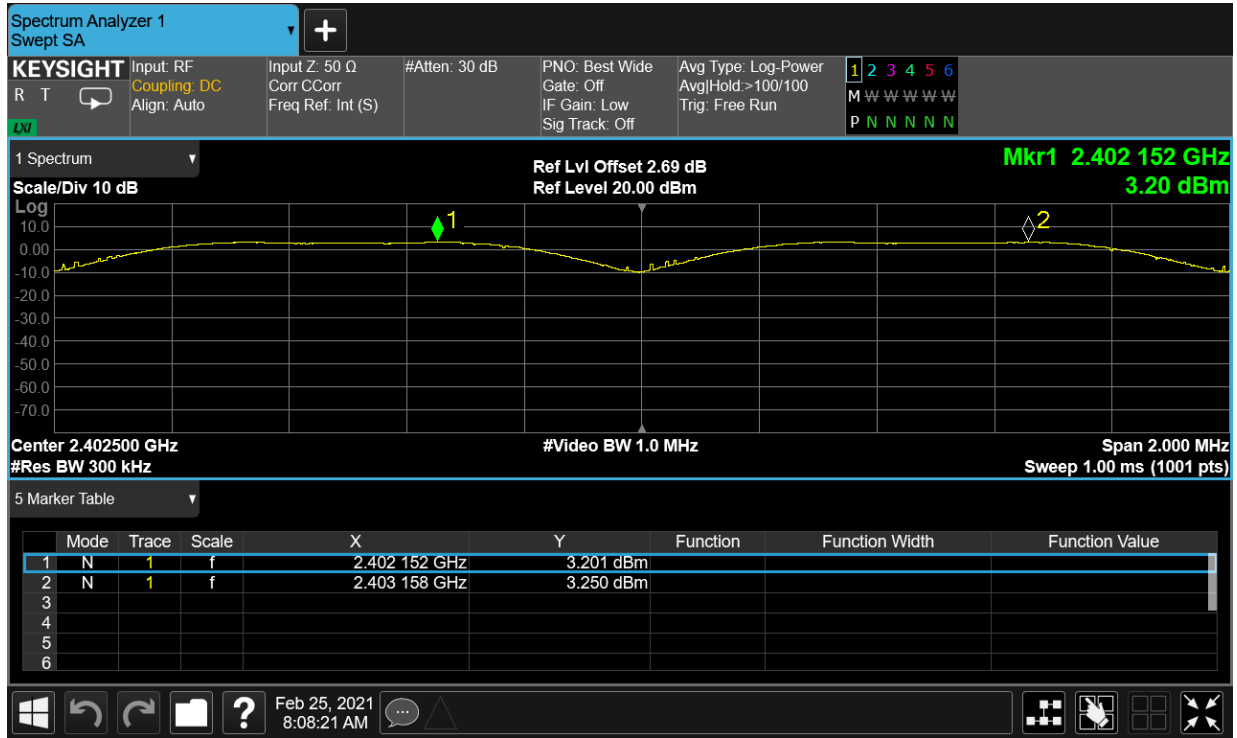 Spectrum Analyzer 1
Swept SA
KEYSIGHT
R T
LXI
Input: RF
Coupling: DC
Align: Auto
Input Z: 50 Ω
Corr CCorr
Freq Ref: Int (S)
#Atten: 30 dB
PNO: Best Wide
Gate: Off
IF Gain: Low
Sig Track: Off
Avg Type: Log-Power
Avg|Hold:>100/100
Trig: Free Run
1 2 3 4 5 6
M W W W W W
P N N N N N
1 Spectrum
Ref Lvl Offset 2.69 dB
Mkr1 2.402 152 GHz
Scale/Div 10 dB
Ref Level 20.00 dBm
3.20 dBm
Log
10.0
0.00
-10.0
-20.0
-30.0
-40.0
-50.0
-60.0
-70.0
1
2
Center 2.402500 GHz
#Video BW 1.0 MHz
Span 2.000 MHz
#Res BW 300 kHz
Sweep 1.00 ms (1001 pts)
5 Marker Table
Mode Trace Scale X Y Function Function Width Function Value
1 N 1 f 2.402 152 GHz 3.201 dBm
2 N 1 f 2.403 158 GHz 3.250 dBm
3
4
5
6
?
Feb 25, 2021
8:08:21 AM